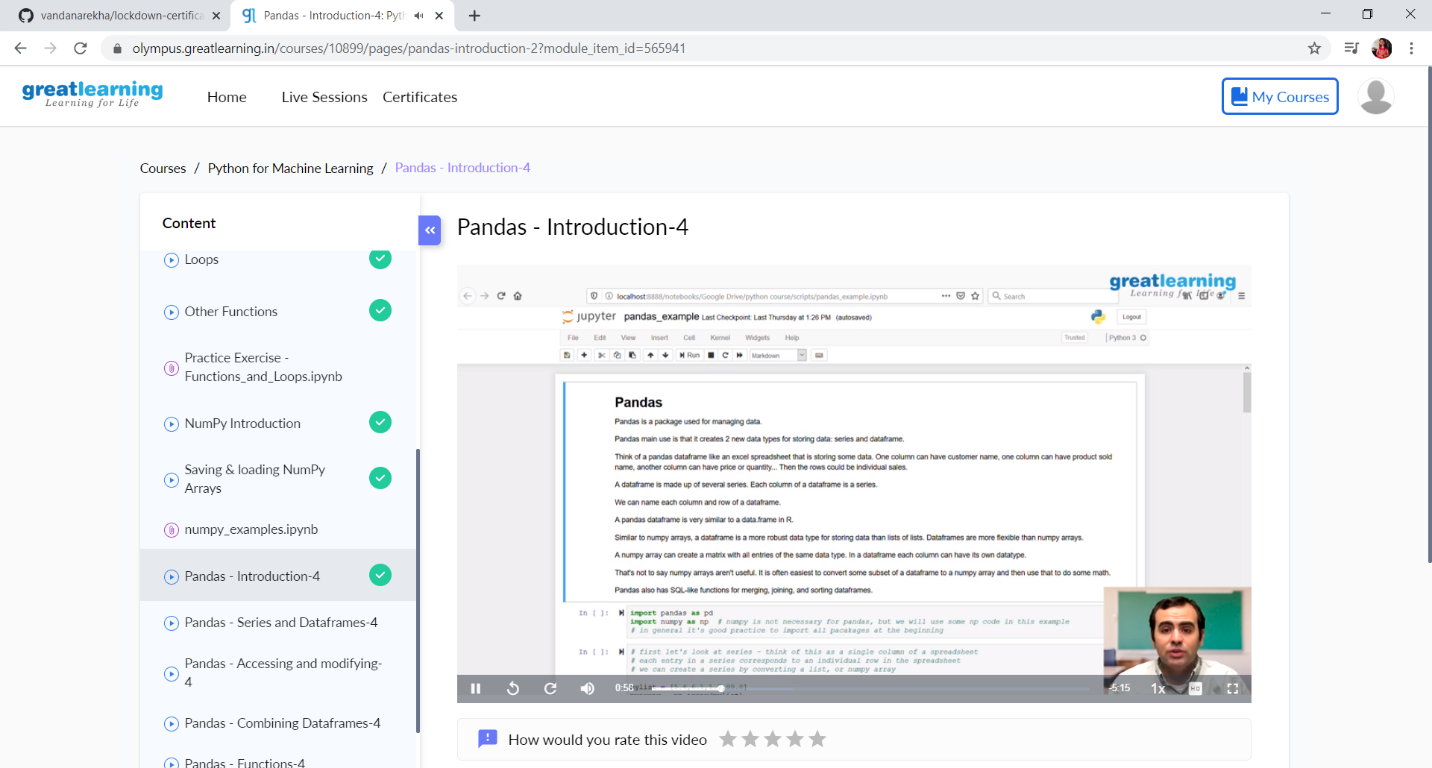 vandanarekha/lockdown-certifica
Pandas - Introduction-4: Pyth
olympus.greatlearning.in/courses/10899/pages/pandas-introduction-2?module_item_id=565941
greatlearning
Learning for Life
Home
Live Sessions
Certificates
My Courses
Courses / Python for Machine Learning / Pandas - Introduction-4
Content
Loops
Other Functions
Practice Exercise -
Functions_and_Loops.ipynb
NumPy Introduction
Saving & loading NumPy
Arrays
numpy_examples.ipynb
Pandas - Introduction-4
Pandas - Series and Dataframes-4
Pandas - Accessing and modifying-
4
Pandas - Combining Dataframes-4
Pandas - Functions-4
Pandas - Introduction-4
greatlearning
Learning for Life
localhost:8888/notebooks/Google Drive/python course/scripts/pandas_example.ipynb
Search
jupyter pandas_example Last Checkpoint: Last Thursday at 1:26 PM (autosaved)
Logout
File Edit View Insert Cell Kernel Widgets Help
Trusted
Python 3
Run
Markdown
Pandas
Pandas is a package used for managing data.
Pandas main use is that it creates 2 new data types for storing data: series and dataframe.
Think of a pandas dataframe like an excel spreadsheet that is storing some data. One column can have customer name, one column can have product sold
name, another column can have price or quantity... Then the rows could be individual sales.
A dataframe is made up of several series. Each column of a dataframe is a series.
We can name each column and row of a dataframe.
A pandas dataframe is very similar to a data.frame in R.
Similar to numpy arrays, a dataframe is a more robust data type for storing data than lists of lists. Dataframes are more flexible than numpy arrays.
A numpy array can create a matrix with all entries of the same data type. In a dataframe each column can have its own datatype.
That's not to say numpy arrays aren't useful. It is often easiest to convert some subset of a dataframe to a numpy array and then use that to do some math.
Pandas also has SQL-like functions for merging, joining, and sorting dataframes.
In [ ]: import pandas as pd
import numpy as np # numpy is not necessary for pandas, but we will use some np code in this example
# in general it's good practice to import all pacakages at the beginning
In [ ]: # first let's look at series - think of this as a single column of a spreadsheet
# each entry in a series corresponds to an individual row in the spreadsheet
# we can create a series by converting a list, or numpy array
0:58
-5:15
1x
HD
How would you rate this video